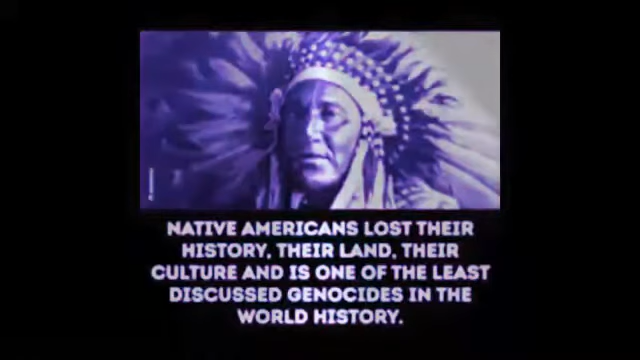 NATIVE AMERICANS LOST THEIR
HISTORY, THEIR LAND, THEIR
CULTURE AND IS ONE OF THE LEAST
DISCUSSED GENOCIDES IN THE
WORLD HISTORY.